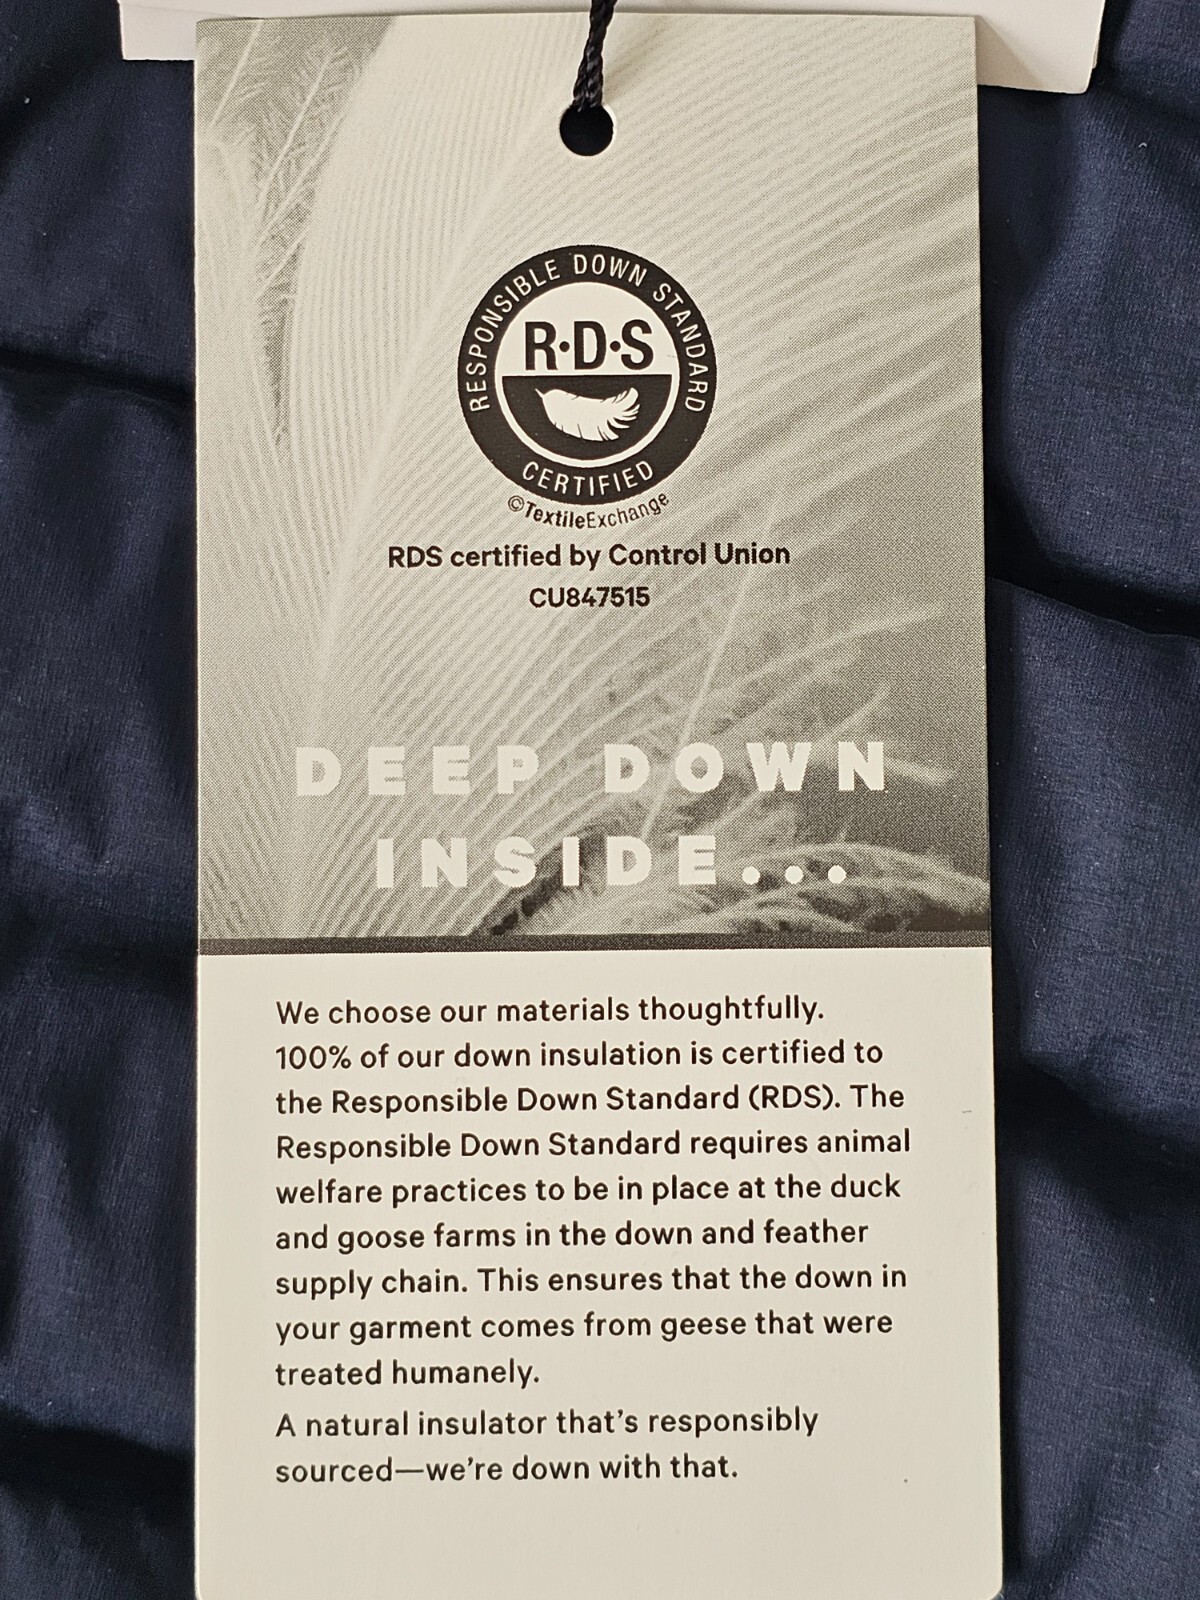 RESPONSIBLE DOWN STANDARD
R·D·S
CERTIFIED
©TextileExchange
RDS certified by Control Union
CU847515
DEEP DOWN
INSIDE...
We choose our materials thoughtfully.
100% of our down insulation is certified to
the Responsible Down Standard (RDS). The
Responsible Down Standard requires animal
welfare practices to be in place at the duck
and goose farms in the down and feather
supply chain. This ensures that the down in
your garment comes from geese that were
treated humanely.
A natural insulator that’s responsibly
sourced—we’re down with that.